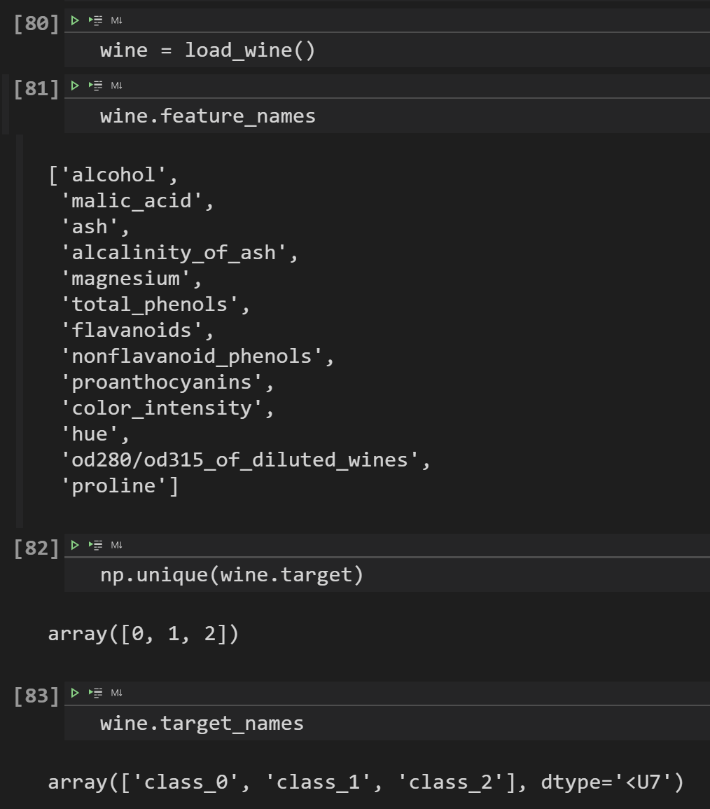 [80] M↓
wine = load_wine()
[81] M↓
wine.feature_names
['alcohol',
'malic_acid',
'ash',
'alcalinity_of_ash',
'magnesium',
'total_phenols',
'flavanoids',
'nonflavanoid_phenols',
'proanthocyanins',
'color_intensity',
'hue',
'od280/od315_of_diluted_wines',
'proline']
[82] M↓
np.unique(wine.target)
array([0, 1, 2])
[83] M↓
wine.target_names
array(['class_0', 'class_1', 'class_2'], dtype='<U7')